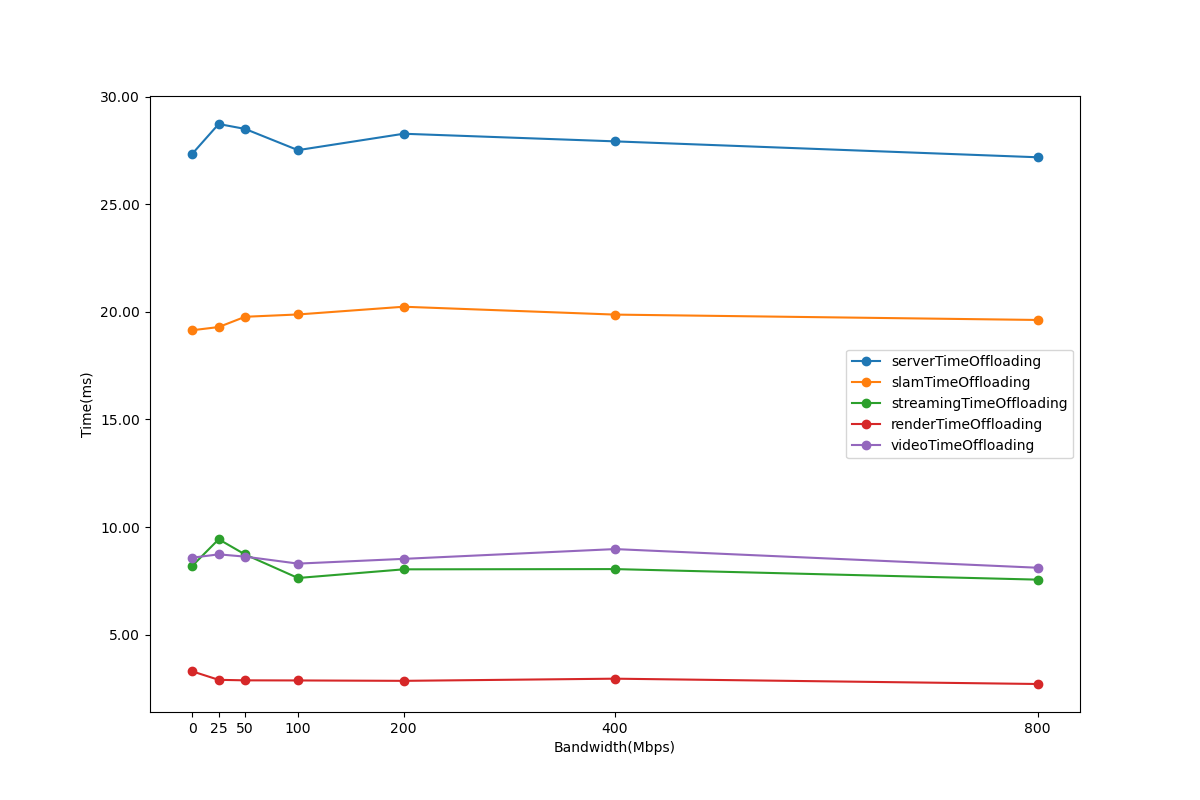 30.00
25.00
20.00
15.00
10.00
5.00
Time(ms)
serverTimeOffloading
slamTimeOffloading
streamingTimeOffloading
renderTimeOffloading
videoTimeOffloading
0 25 50 100 200 400 800
Bandwidth(Mbps)